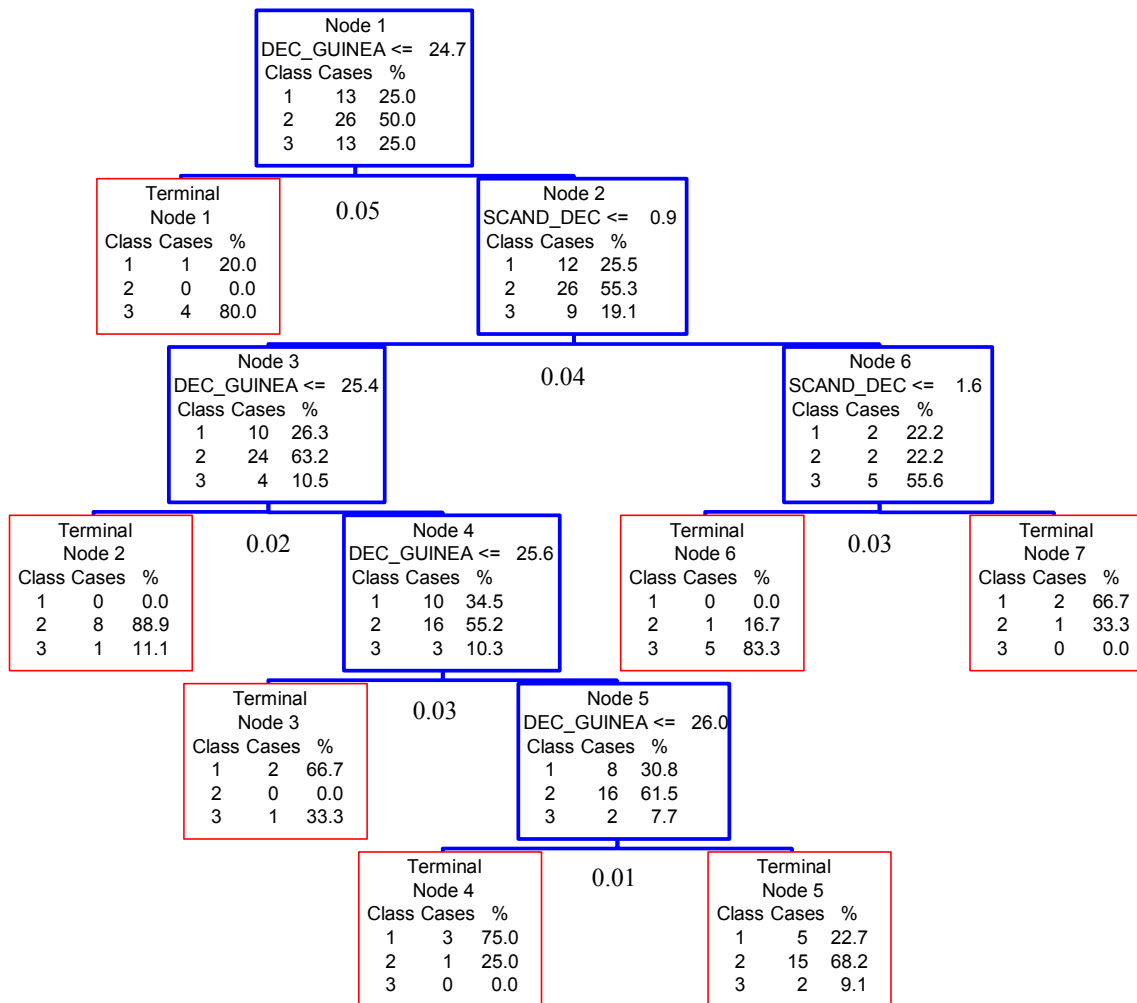 Node 1
DEC_GUINEA <= 24.7
Class Cases %
1 13 25.0
2 26 50.0
3 13 25.0
0.05
Terminal
Node 1
Class Cases %
1 1 20.0
2 0 0.0
3 4 80.0
Node 2
SCAND_DEC <= 0.9
Class Cases %
1 12 25.5
2 26 55.3
3 9 19.1
0.04
Node 3
DEC_GUINEA <= 25.4
Class Cases %
1 10 26.3
2 24 63.2
3 4 10.5
Node 6
SCAND_DEC <= 1.6
Class Cases %
1 2 22.2
2 2 22.2
3 5 55.6
0.02
Terminal
Node 2
Class Cases %
1 0 0.0
2 8 88.9
3 1 11.1
Node 4
DEC_GUINEA <= 25.6
Class Cases %
1 10 34.5
2 16 55.2
3 3 10.3
0.03
Terminal
Node 6
Class Cases %
1 0 0.0
2 1 16.7
3 5 83.3
Terminal
Node 7
Class Cases %
1 2 66.7
2 1 33.3
3 0 0.0
0.03
Terminal
Node 3
Class Cases %
1 2 66.7
2 0 0.0
3 1 33.3
Node 5
DEC_GUINEA <= 26.0
Class Cases %
1 8 30.8
2 16 61.5
3 2 7.7
0.01
Terminal
Node 4
Class Cases %
1 3 75.0
2 1 25.0
3 0 0.0
Terminal
Node 5
Class Cases %
1 5 22.7
2 15 68.2
3 2 9.1